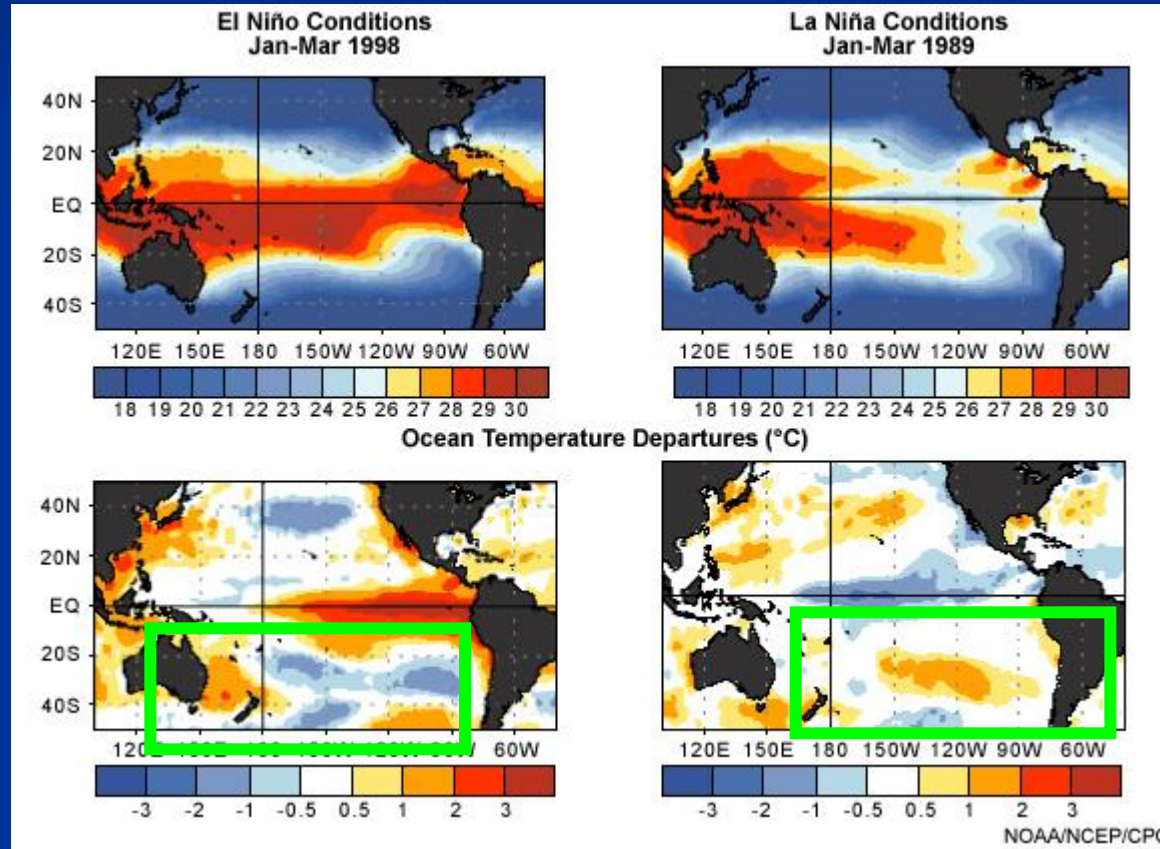 El Niño Conditions
Jan-Mar 1998
La Niña Conditions
Jan-Mar 1989
40N
20N
EQ
20S
40S
120E 150E 180 150W 120W 90W 60W
120E 150E 180 150W 120W 90W 60W
18 19 20 21 22 23 24 25 26 27 28 29 30
18 19 20 21 22 23 24 25 26 27 28 29 30
Ocean Temperature Departures (°C)
40N
20N
EQ
20S
40S
60W
120E 150E 180 150W 120W 90W 60W
-3 -2 -1 -0.5 0.5 1 2 3
-3 -2 -1 -0.5 0.5 1 2 3
NOAA/NCEP/CPC